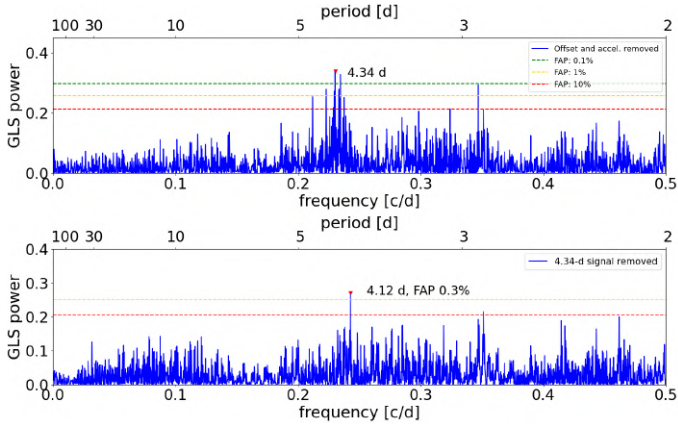 period [d]
100 30 10 5 3 2
0.4
Offset and accel. removed
FAP: 0.1%
FAP: 1%
FAP: 10%
4.34 d
GLS power
0.2
0.0
0.0 0.1 0.2 0.3 0.4 0.5
frequency [c/d]
period [d]
100 30 10 5 3 2
0.4
4.34-d signal removed
0.3
4.12 d, FAP 0.3%
GLS power
0.2
0.1
0.0
0.0 0.1 0.2 0.3 0.4 0.5
frequency [c/d]